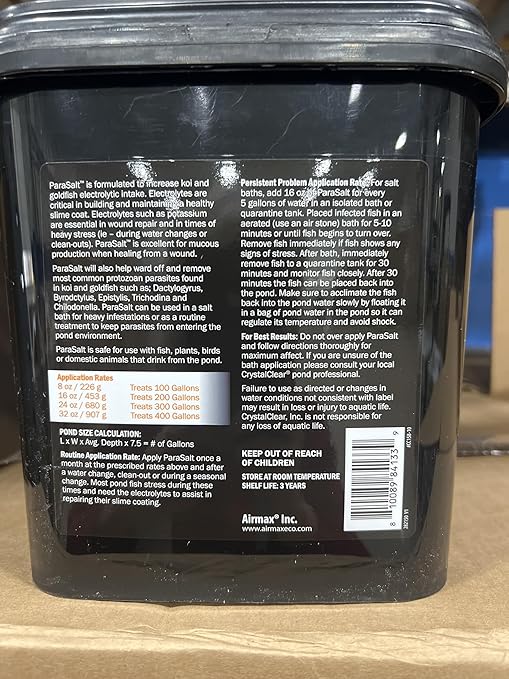 ParaSalt™ is formulated to increase koi and
goldfish electrolytic intake. Electrolytes are
critical in building and maintaining a healthy
slime coat. Electrolytes such as potassium
are essential in wound repair and in times of
heavy stress (ie – during water changes or
clean-outs). ParaSalt™ is excellent for mucous
production when healing from a wound.
ParaSalt will also help ward off and remove
most common protozoan parasites found
in koi and goldfish such as; Dactylogyrus,
Byrodctylus, Epistylis, Trichodina and
Chilodonella. ParaSalt can be used in a salt
bath for heavy infestations or as a routine
treatment to keep parasites from entering the
pond environment.
ParaSalt is safe for use with fish, plants, birds
or domestic animals that drink from the pond.
Application Rates
8 oz / 226 g Treats 100 Gallons
16 oz / 453 g Treats 200 Gallons
24 oz / 680 g Treats 300 Gallons
32 oz / 907 g Treats 400 Gallons
POND SIZE CALCULATION:
L x W x Avg. Depth x 7.5 = # of Gallons
Routine Application Rate: Apply ParaSalt once a
month at the prescribed rates above and after
a water change, clean-out or during a seasonal
change. Most pond fish stress during these
times and need the electrolytes to assist in
repairing their slime coating.
Persistent Problem Application Rate: For salt
baths, add 16 oz of ParaSalt for every
5 gallons of water in an isolated bath or
quarantine tank. Placed infected fish in an
aerated (use an air stone) bath for 5-10
minutes or until fish begins to turn over.
Remove fish immediately if fish shows any
signs of stress. After bath, immediately
remove fish to a quarantine tank for 30
minutes and monitor fish closely. After 30
minutes the fish can be placed back into
the pond. Make sure to acclimate the fish
back into the pond water slowly by floating it
in a bag of pond water in the pond so it can
regulate its temperature and avoid shock.
For Best Results: Do not over apply ParaSalt
and follow directions thoroughly for
maximum affect. If you are unsure of the
bath application please consult your local
CrystalClear® pond professional.
Failure to use as directed or changes in
water conditions not consistent with label
may result in loss or injury to aquatic life.
CrystalClear, Inc. is not responsible for
any loss of aquatic life.
KEEP OUT OF REACH
OF CHILDREN
STORE AT ROOM TEMPERATURE
SHELF LIFE: 3 YEARS
Airmax® Inc.
www.airmaxeco.com
8 10089 84133 9